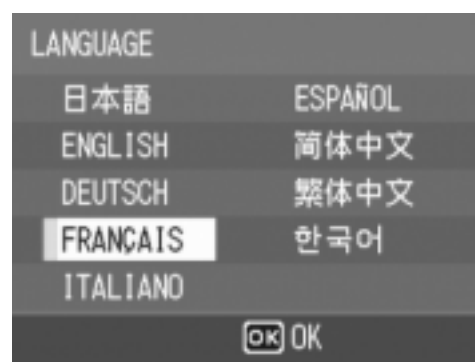 LANGUAGE
日本語 ESPAÑOL
ENGLISH 简体中文
DEUTSCH 繁体中文
FRANÇAIS 한국어
ITALIANO
OK OK